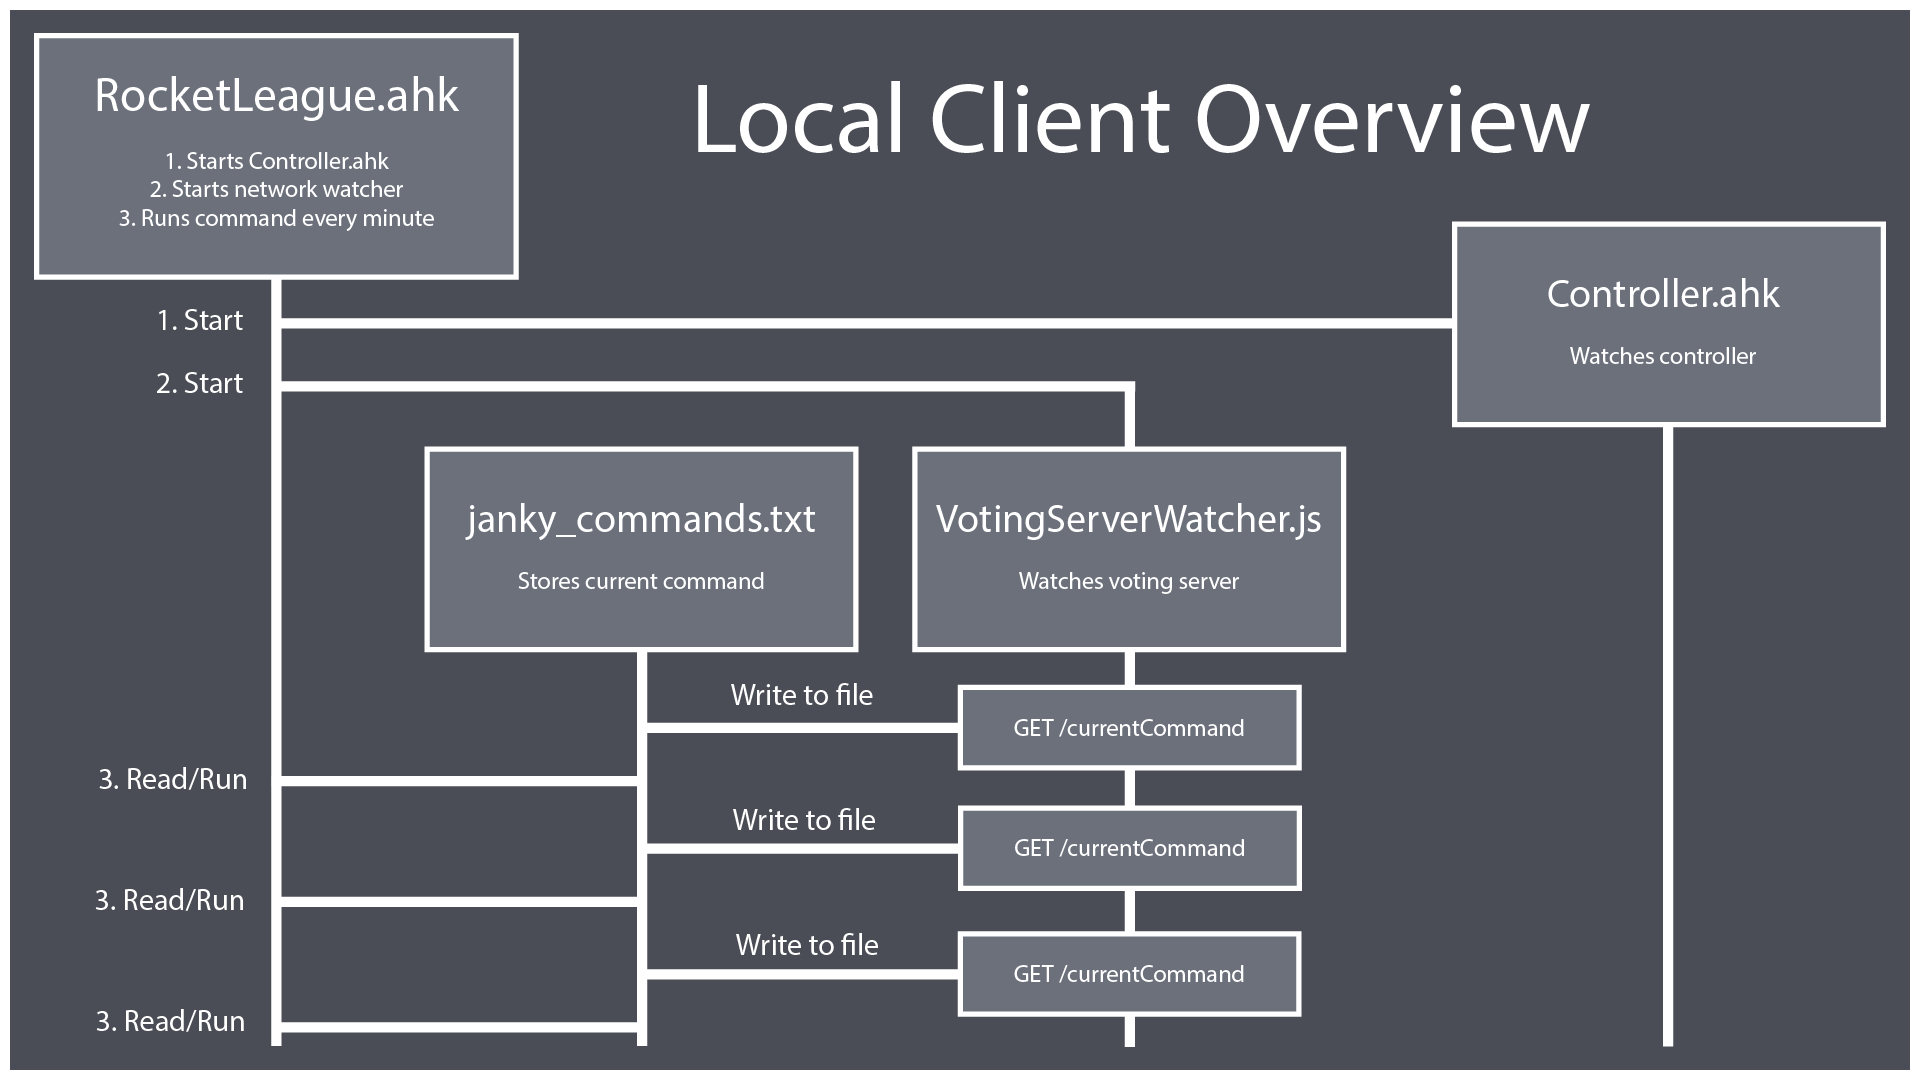 RocketLeague.ahk
1. Starts Controller.ahk
2. Starts network watcher
3. Runs command every minute
Local Client Overview
Controller.ahk
Watches controller
1. Start
2. Start
janky_commands.txt
Stores current command
VotingServerWatcher.js
Watches voting server
Write to file
GET /currentCommand
3. Read/Run
Write to file
GET /currentCommand
3. Read/Run
Write to file
GET /currentCommand
3. Read/Run